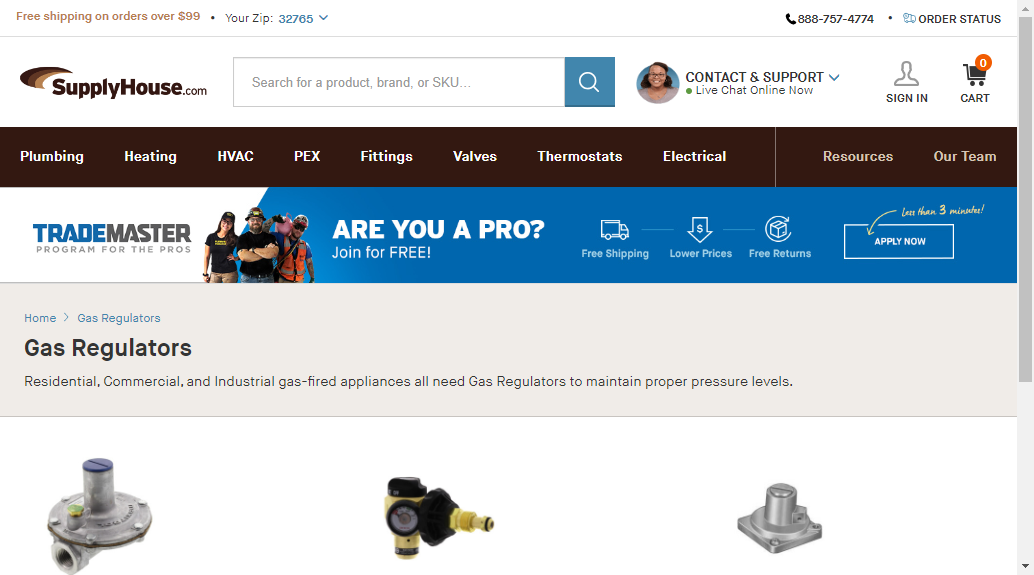 Free shipping on orders over $99 • Your Zip: 32765
888-757-4774 • ORDER STATUS
SupplyHouse.com
Search for a product, brand, or SKU...
CONTACT & SUPPORT
Live Chat Online Now
SIGN IN
0
CART
Plumbing Heating HVAC PEX Fittings Valves Thermostats Electrical Resources Our Team
TRADEMASTER
PROGRAM FOR THE PROS
ARE YOU A PRO?
Join for FREE!
$
Free Shipping Lower Prices Free Returns
Less than 3 minutes!
APPLY NOW
Home > Gas Regulators
Gas Regulators
Residential, Commercial, and Industrial gas-fired appliances all need Gas Regulators to maintain proper pressure levels.